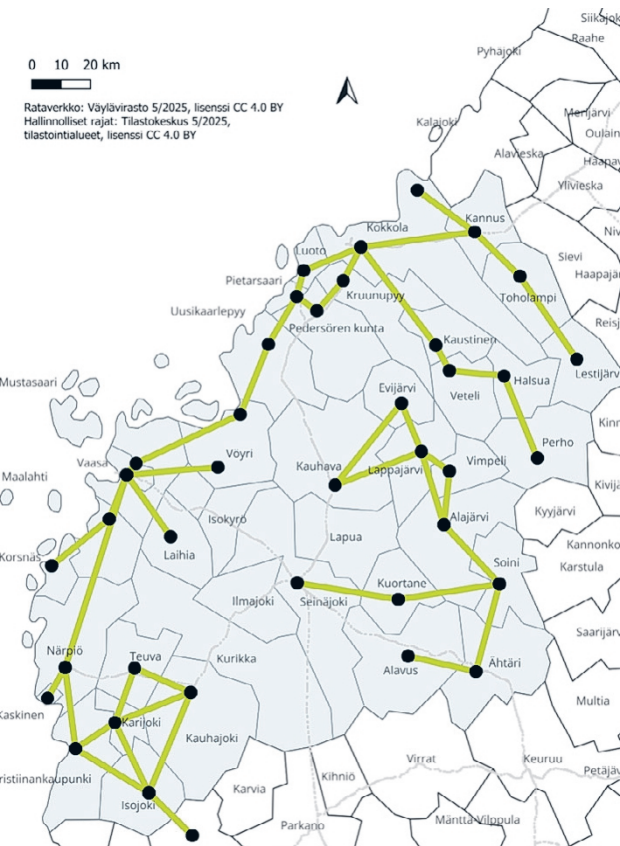 Siikajok
Raahe
Pyhäjoki
0 10 20 km
Rataverkko: Väylävirasto 5/2025, lisenssi CC 4.0 BY
Hallinnolliset rajat: Tilastokeskus 5/2025,
tilastointialueet, lisenssi CC 4.0 BY
Merijärvi
Kalajoki
Oulain
Alavieska
Haapav
Ylivieska
Kannus
Kokkola
Niv
Luoto
Sievi
Haapajär
Pietarsaari
Kruunupyy
Toholampi
Uusikaarlepyy
Pedersören kunta
Reisj
Kaustinen
Lestijärv
Mustasaari
Evijärvi
Halsua
Veteli
Kinn
Perho
Vöyri
Vaasa
Kauhava
Lappajärvi
Vimpeli
Maalahti
Kivija
Isokyrö
Alajärvi
Kyyjärvi
Lapua
Korsnäs
Laihia
Kannonko
Soini
Karstula
Kuortane
Ilmajoki
Seinäjoki
Saarijärv
Närpiö
Teuva
Kurikka
Alavus
Ähtäri
Multia
Kaskinen
Karijoki
Kauhajoki
Virrat
Keuruu
ristiinankaupunki
Kihniö
Petäjäv
Karvia
Isojoki
Parkano
Mänttä-Vilppula